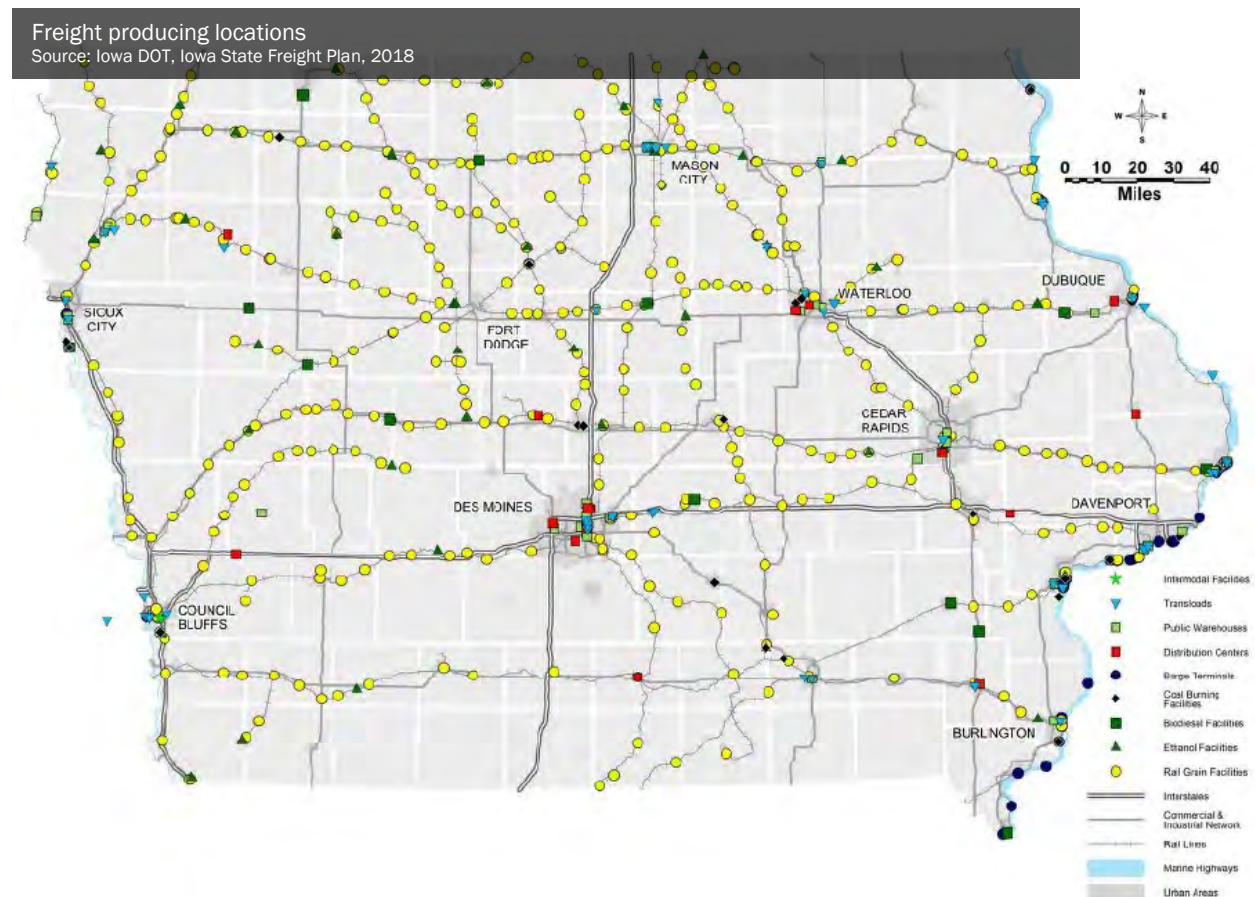 Freight producing locations
Source: Iowa DOT, Iowa State Freight Plan, 2018
N
W E
S
0 10 20 30 40
Miles
MASON
CITY
DUBUQUE
WATERLOO
SIOUX
CITY
FORT
DODGE
CEDAR
RAPIDS
DES MOINES
DAVENPORT
COUNCIL
BLUFFS
BURLINGTON
Intermodal Facilities
Transloads
Public Warehouses
Distribution Centers
Barge Terminals
Coal Burning
Facilities
Biodiesel Facilities
Ethanol Facilities
Rail Grain Facilities
Interstates
Commercial &
Industrial Network
Rail Lines
Marine Highways
Urban Areas